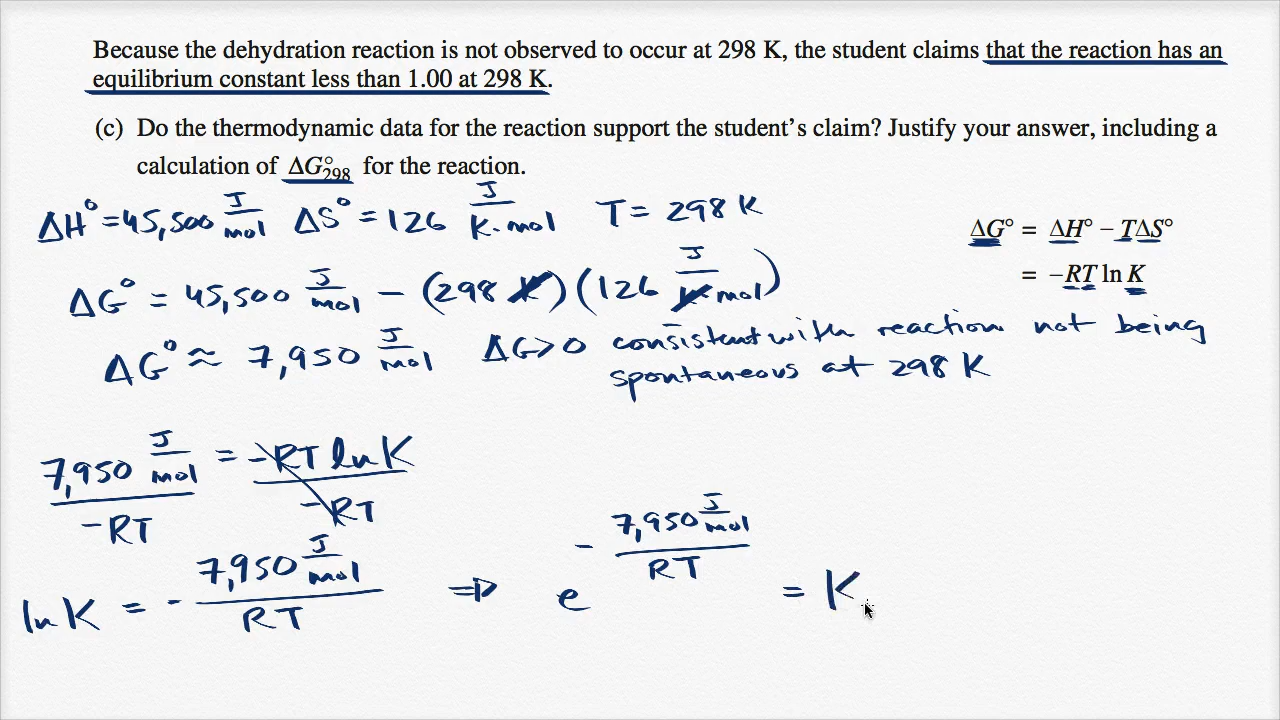 Because the dehydration reaction is not observed to occur at 298 K, the student claims that the reaction has an
equilibrium constant less than 1.00 at 298 K.
(c) Do the thermodynamic data for the reaction support the student's claim? Justify your answer, including a
calculation of ΔG°298 for the reaction.
ΔH° = 45,500 J/mol ΔS° = 126 J/K·mol T = 298 K
ΔG° = ΔH° − TΔS°
= −RT ln K
ΔG° = 45,500 J/mol − (298 K)(126 J/K·mol)
ΔG° ≈ 7,950 J/mol ΔG>0 consistent with reaction not being
spontaneous at 298 K
7,950 J/mol / −RT = −RT ln K / −RT
ln K = − 7,950 J/mol / RT ⇒ e^(− 7,950 J/mol / RT) = K